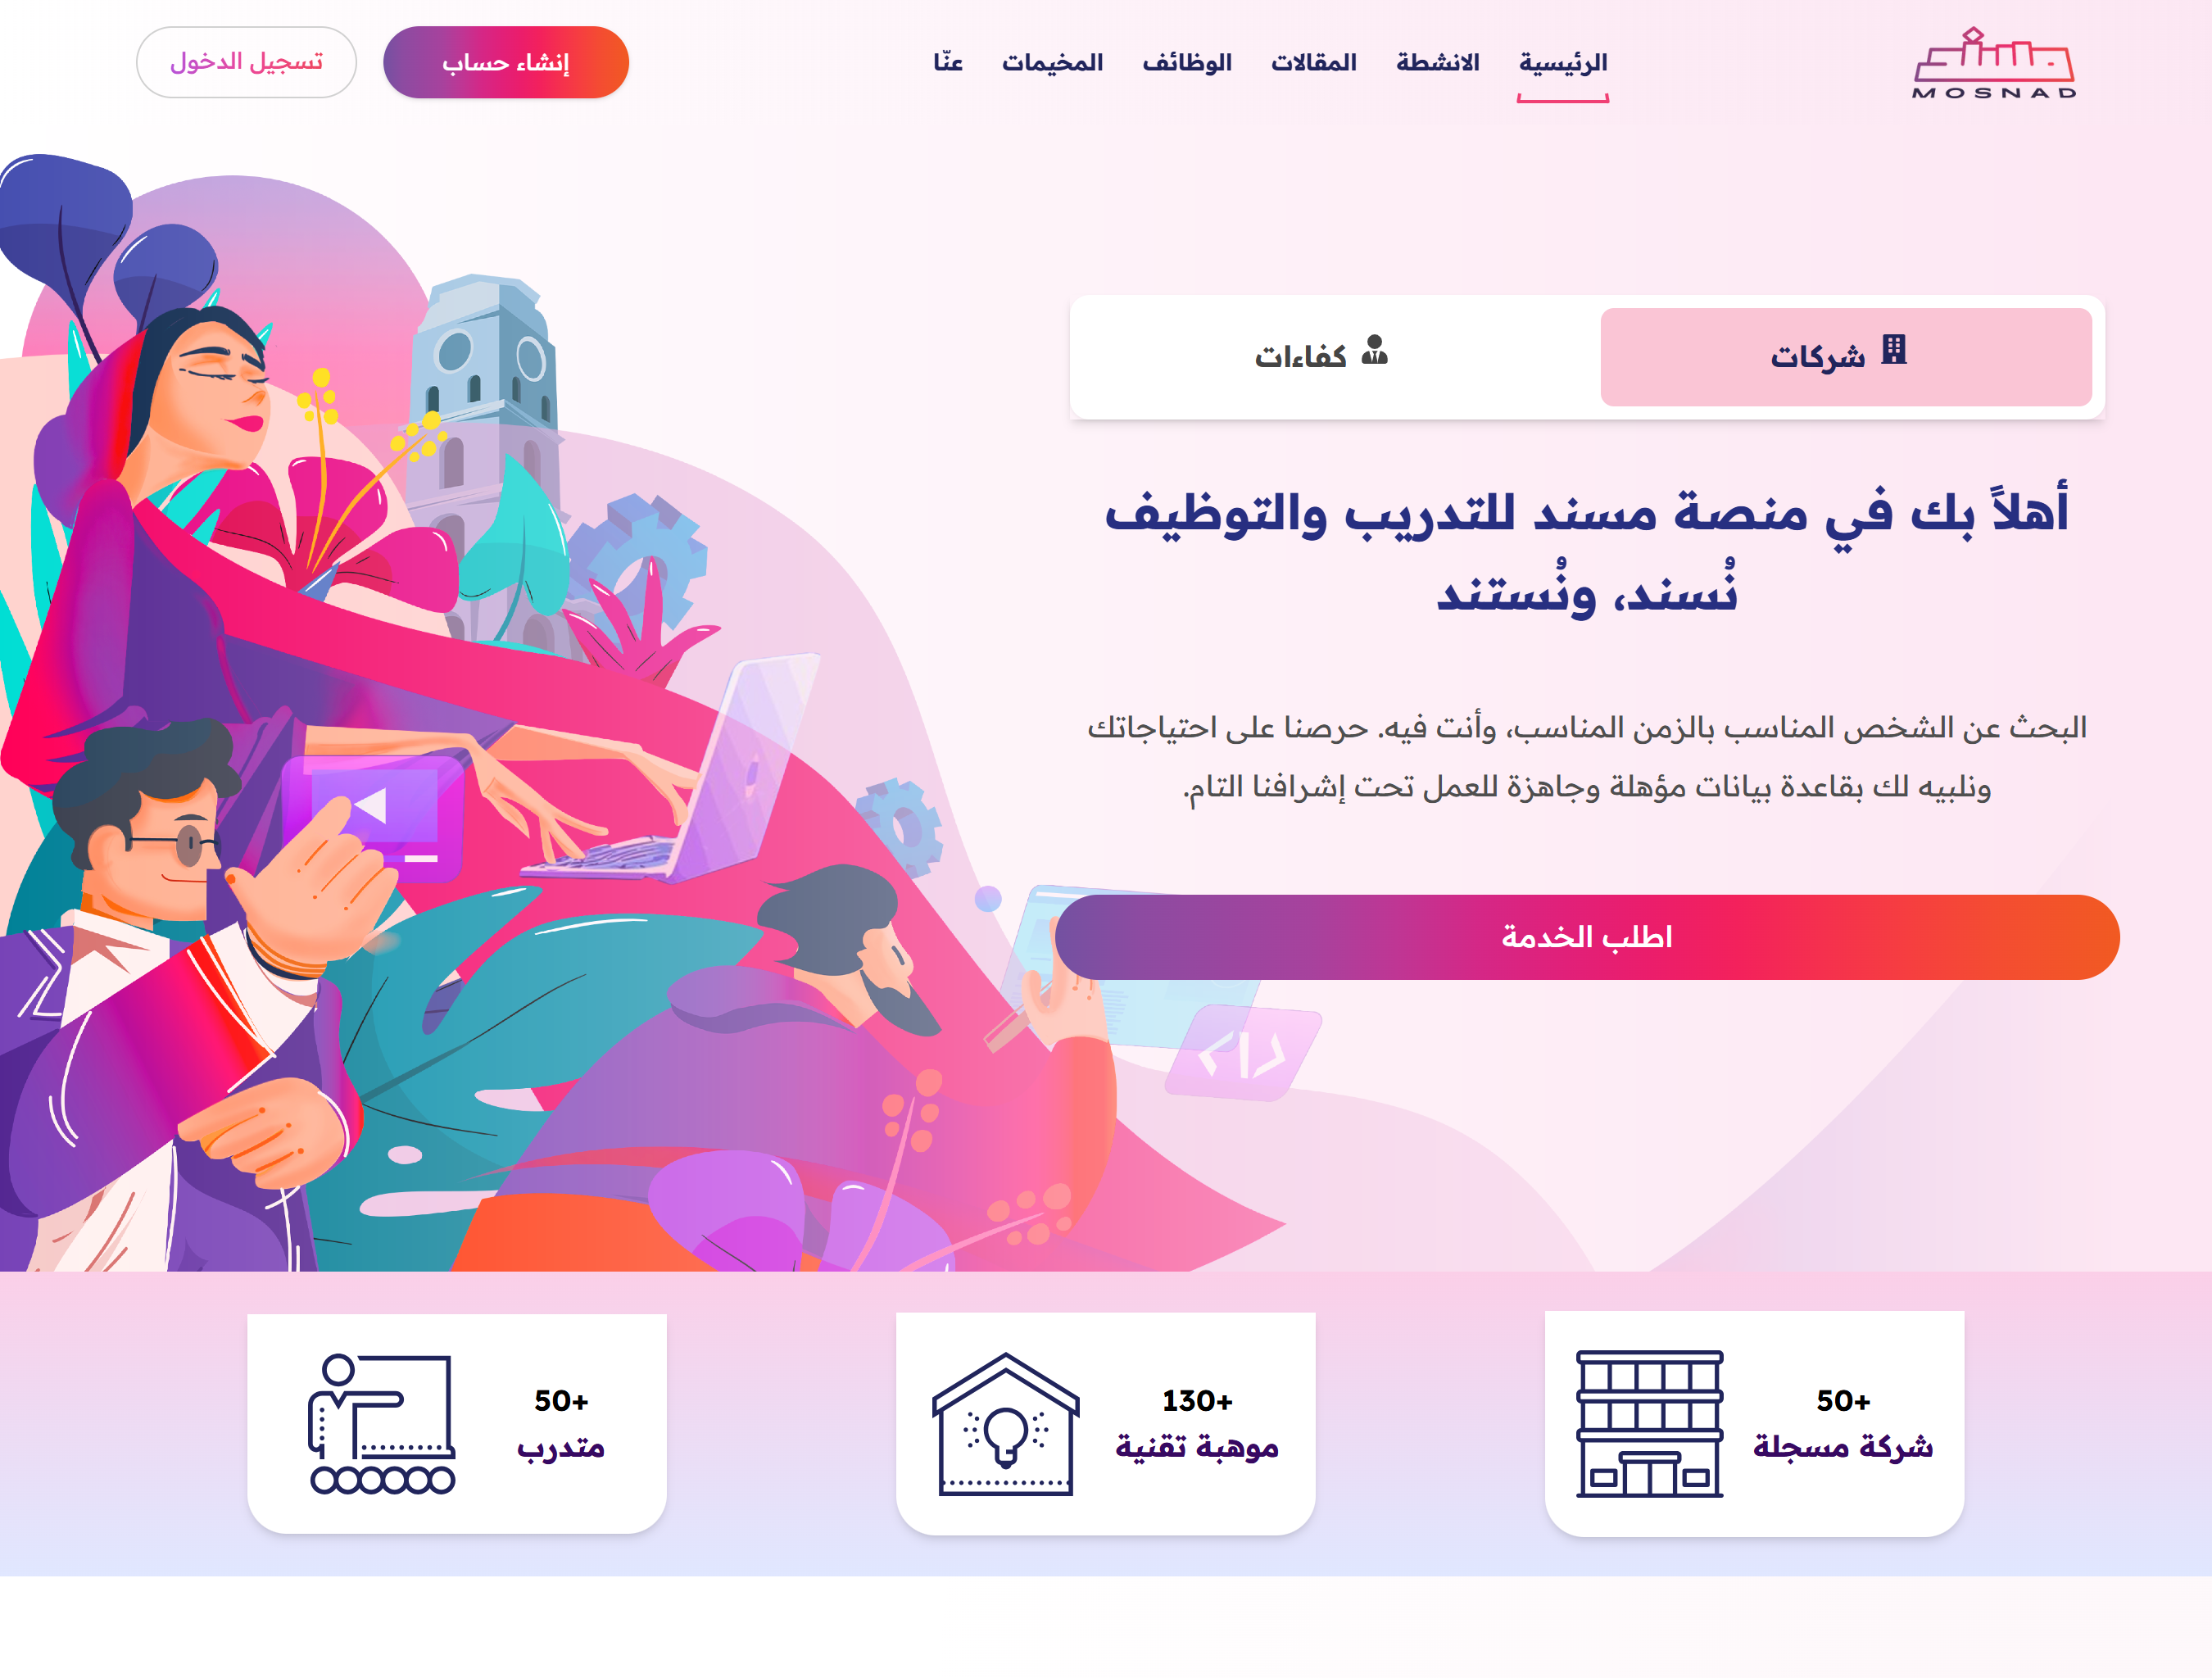 MOSNAD
الرئيسية
الانشطة
المقالات
الوظائف
المخيمات
عنّا
إنشاء حساب
تسجيل الدخول
شركات
كفاءات
أهلاً بك في منصة مسند للتدريب والتوظيف
نُسند، ونُستند
البحث عن الشخص المناسب بالزمن المناسب، وأنت فيه. حرصنا على احتياجاتك
ونلبيه لك بقاعدة بيانات مؤهلة وجاهزة للعمل تحت إشرافنا التام.
اطلب الخدمة
50+
شركة مسجلة
130+
موهبة تقنية
50+
متدرب